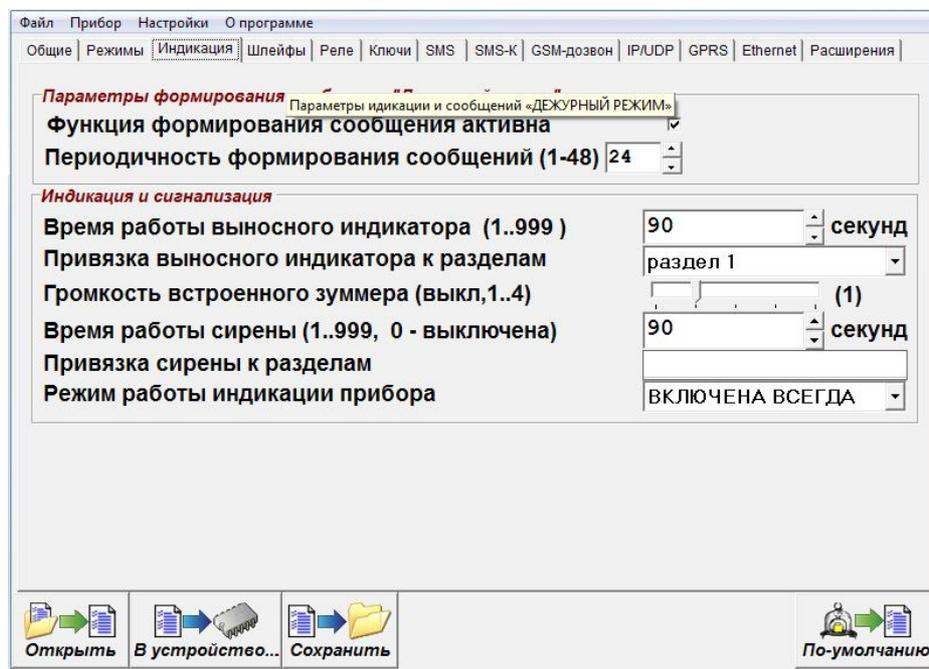 Файл Прибор Настройки О программе
Общие Режимы Индикация Шлейфы Реле Ключи SMS SMS-K GSM-дозвон IP/UDP GPRS Ethernet Расширения
Параметры формирования
Параметры идикации и сообщений «ДЕЖУРНЫЙ РЕЖИМ»
Функция формирования сообщения активна
Периодичность формирования сообщений (1-48) 24
Индикация и сигнализация
Время работы выносного индикатора (1..999 ) 90 секунд
Привязка выносного индикатора к разделам раздел 1
Громкость встроенного зуммера (выкл,1..4) (1)
Время работы сирены (1..999, 0 - выключена) 90 секунд
Привязка сирены к разделам
Режим работы индикации прибора ВКЛЮЧЕНА ВСЕГДА
Открыть В устройство... Сохранить По-умолчанию